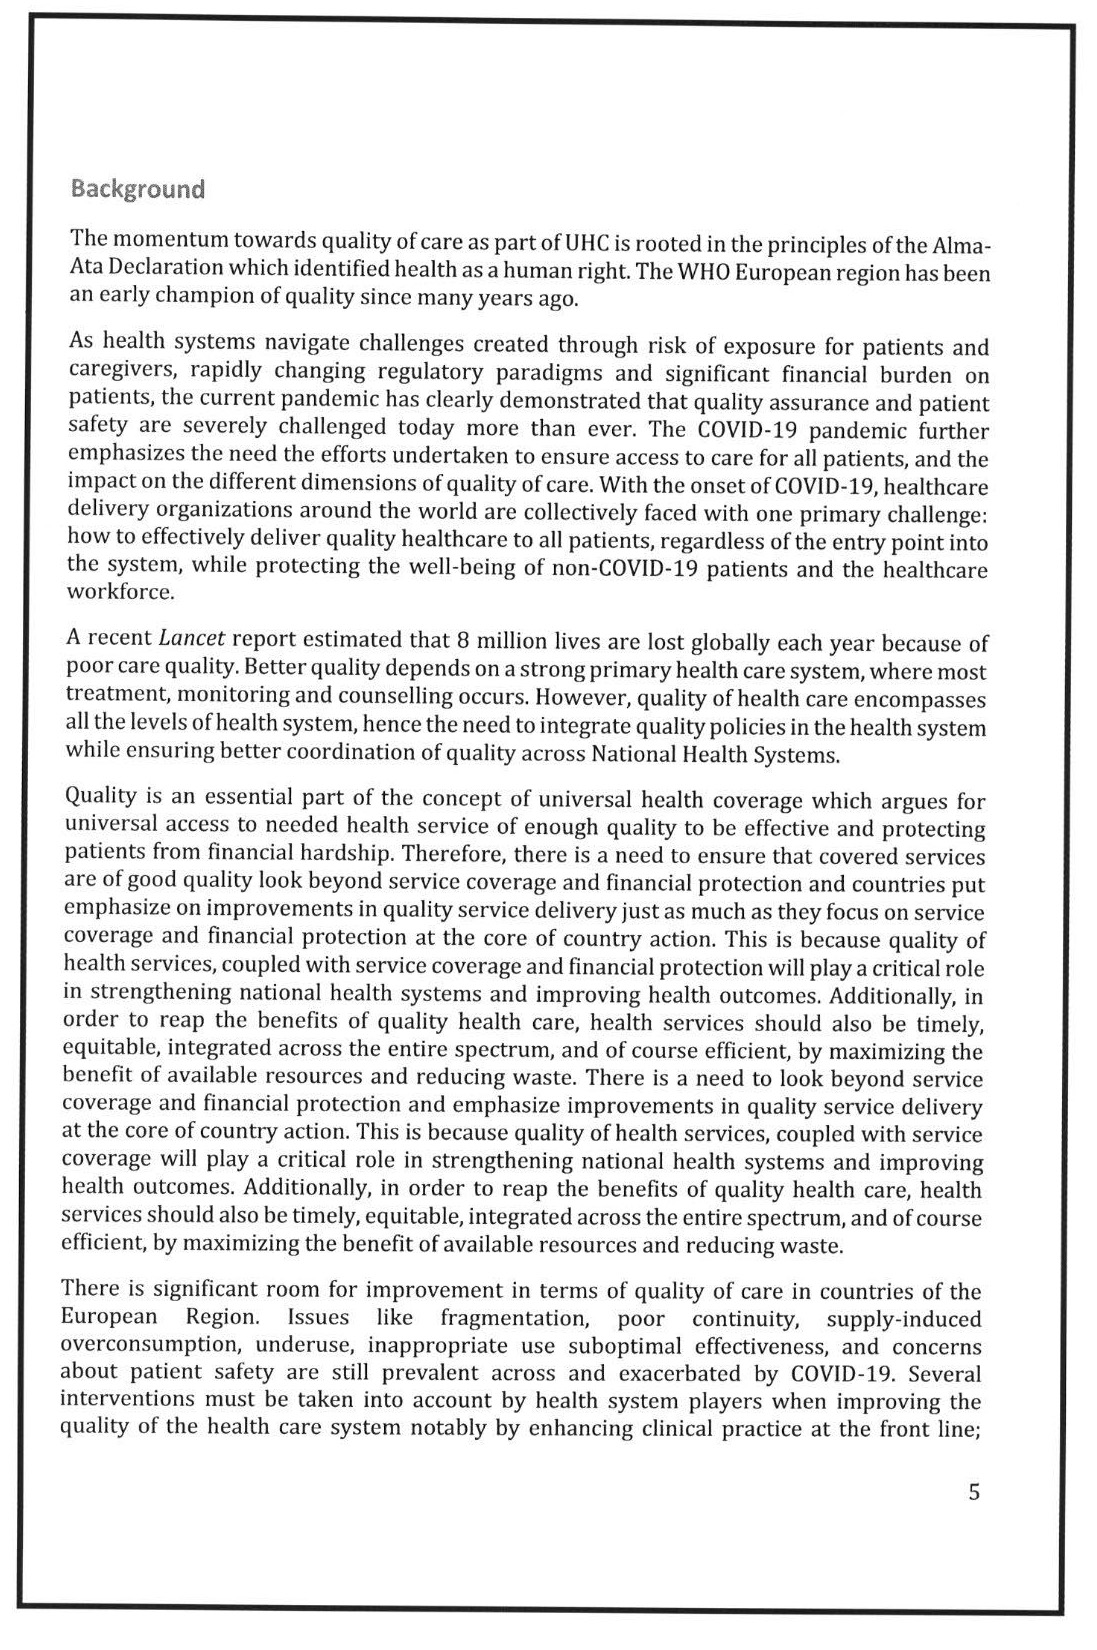 Background
The momentum towards quality of care as part of UHC is rooted in the principles of the Alma-
Ata Declaration which identified health as a human right. The WHO European region has been
an early champion of quality since many years ago.
As health systems navigate challenges created through risk of exposure for patients and
caregivers, rapidly changing regulatory paradigms and significant financial burden on
patients, the current pandemic has clearly demonstrated that quality assurance and patient
safety are severely challenged today more than ever. The COVID-19 pandemic further
emphasizes the need the efforts undertaken to ensure access to care for all patients, and the
impact on the different dimensions of quality of care. With the onset of COVID-19, healthcare
delivery organizations around the world are collectively faced with one primary challenge:
how to effectively deliver quality healthcare to all patients, regardless of the entry point into
the system, while protecting the well-being of non-COVID-19 patients and the healthcare
workforce.
A recent Lancet report estimated that 8 million lives are lost globally each year because of
poor care quality. Better quality depends on a strong primary health care system, where most
treatment, monitoring and counselling occurs. However, quality of health care encompasses
all the levels of health system, hence the need to integrate quality policies in the health system
while ensuring better coordination of quality across National Health Systems.
Quality is an essential part of the concept of universal health coverage which argues for
universal access to needed health service of enough quality to be effective and protecting
patients from financial hardship. Therefore, there is a need to ensure that covered services
are of good quality look beyond service coverage and financial protection and countries put
emphasize on improvements in quality service delivery just as much as they focus on service
coverage and financial protection at the core of country action. This is because quality of
health services, coupled with service coverage and financial protection will play a critical role
in strengthening national health systems and improving health outcomes. Additionally, in
order to reap the benefits of quality health care, health services should also be timely,
equitable, integrated across the entire spectrum, and of course efficient, by maximizing the
benefit of available resources and reducing waste. There is a need to look beyond service
coverage and financial protection and emphasize improvements in quality service delivery
at the core of country action. This is because quality of health services, coupled with service
coverage will play a critical role in strengthening national health systems and improving
health outcomes. Additionally, in order to reap the benefits of quality health care, health
services should also be timely, equitable, integrated across the entire spectrum, and of course
efficient, by maximizing the benefit of available resources and reducing waste.
There is significant room for improvement in terms of quality of care in countries of the
European Region. Issues like fragmentation, poor continuity, supply-induced
overconsumption, underuse, inappropriate use suboptimal effectiveness, and concerns
about patient safety are still prevalent across and exacerbated by COVID-19. Several
interventions must be taken into account by health system players when improving the
quality of the health care system notably by enhancing clinical practice at the front line;
5